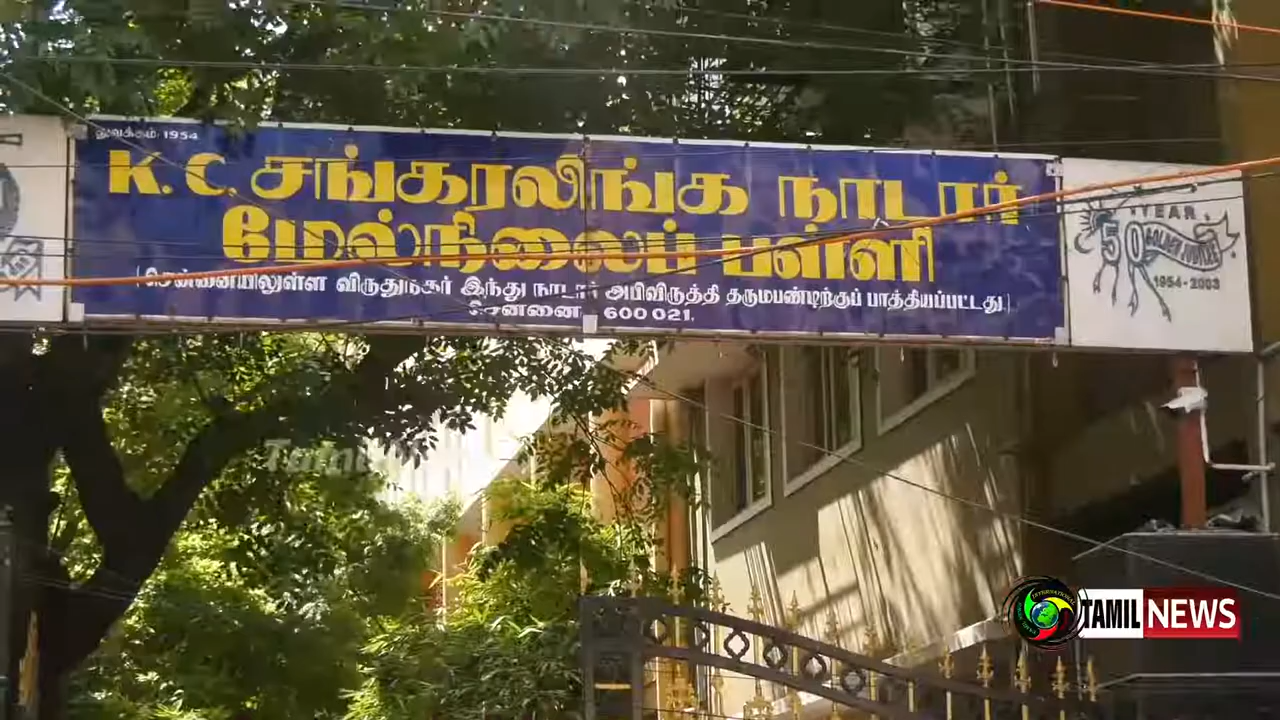 துவக்கம்: 1954
K. C. சங்கரலிங்க நாடார்
மேல்நிலைப் பள்ளி
(சென்னையிலுள்ள விருதுநகர் இந்து நாடார் அபிவிருத்தி தருமபண்டிற்குப் பாத்தியப்பட்டது.)
சென்னை 600 021.
YEAR
50
GOLDEN JUBILEE
1954-2003
TAMIL NEWS